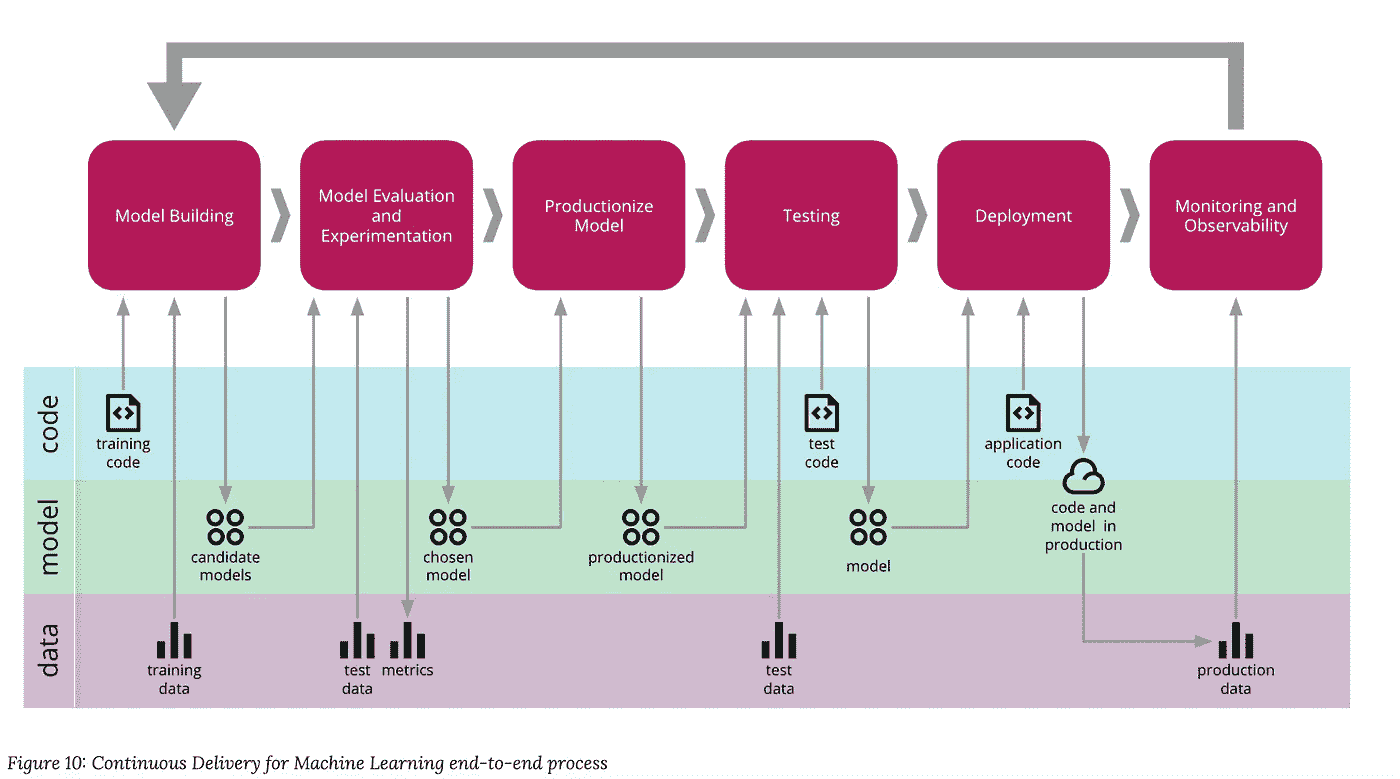 Model Building
Model Evaluation
and
Experimentation
Productionize
Model
Testing
Deployment
Monitoring and
Observability
code
training
code
test
code
application
code
model
candidate
models
chosen
model
productionized
model
model
code and
model in
production
data
training
data
test
data
metrics
test
data
production
data
Figure 10: Continuous Delivery for Machine Learning end-to-end process